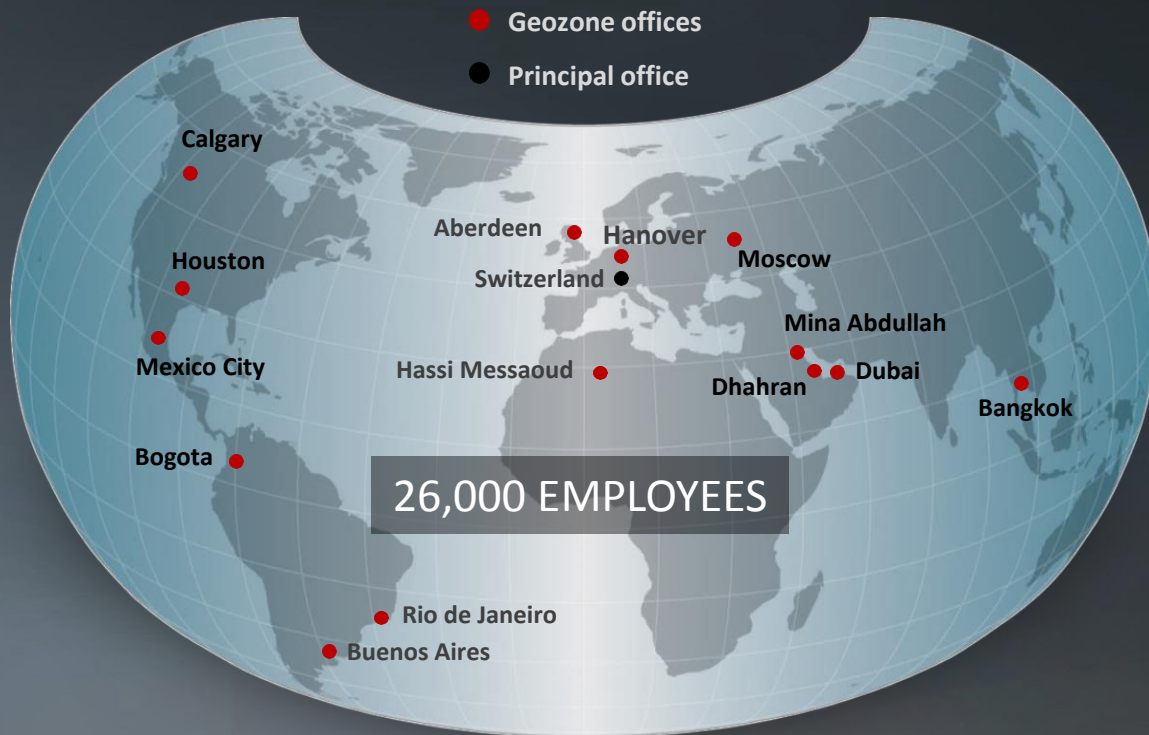 Geozone offices
Principal office
Calgary
Aberdeen
Hanover
Houston
Moscow
Switzerland
Mina Abdullah
Mexico City
Hassi Messaoud
Dhahran
Dubai
Bangkok
Bogota
26,000 EMPLOYEES
Rio de Janeiro
Buenos Aires